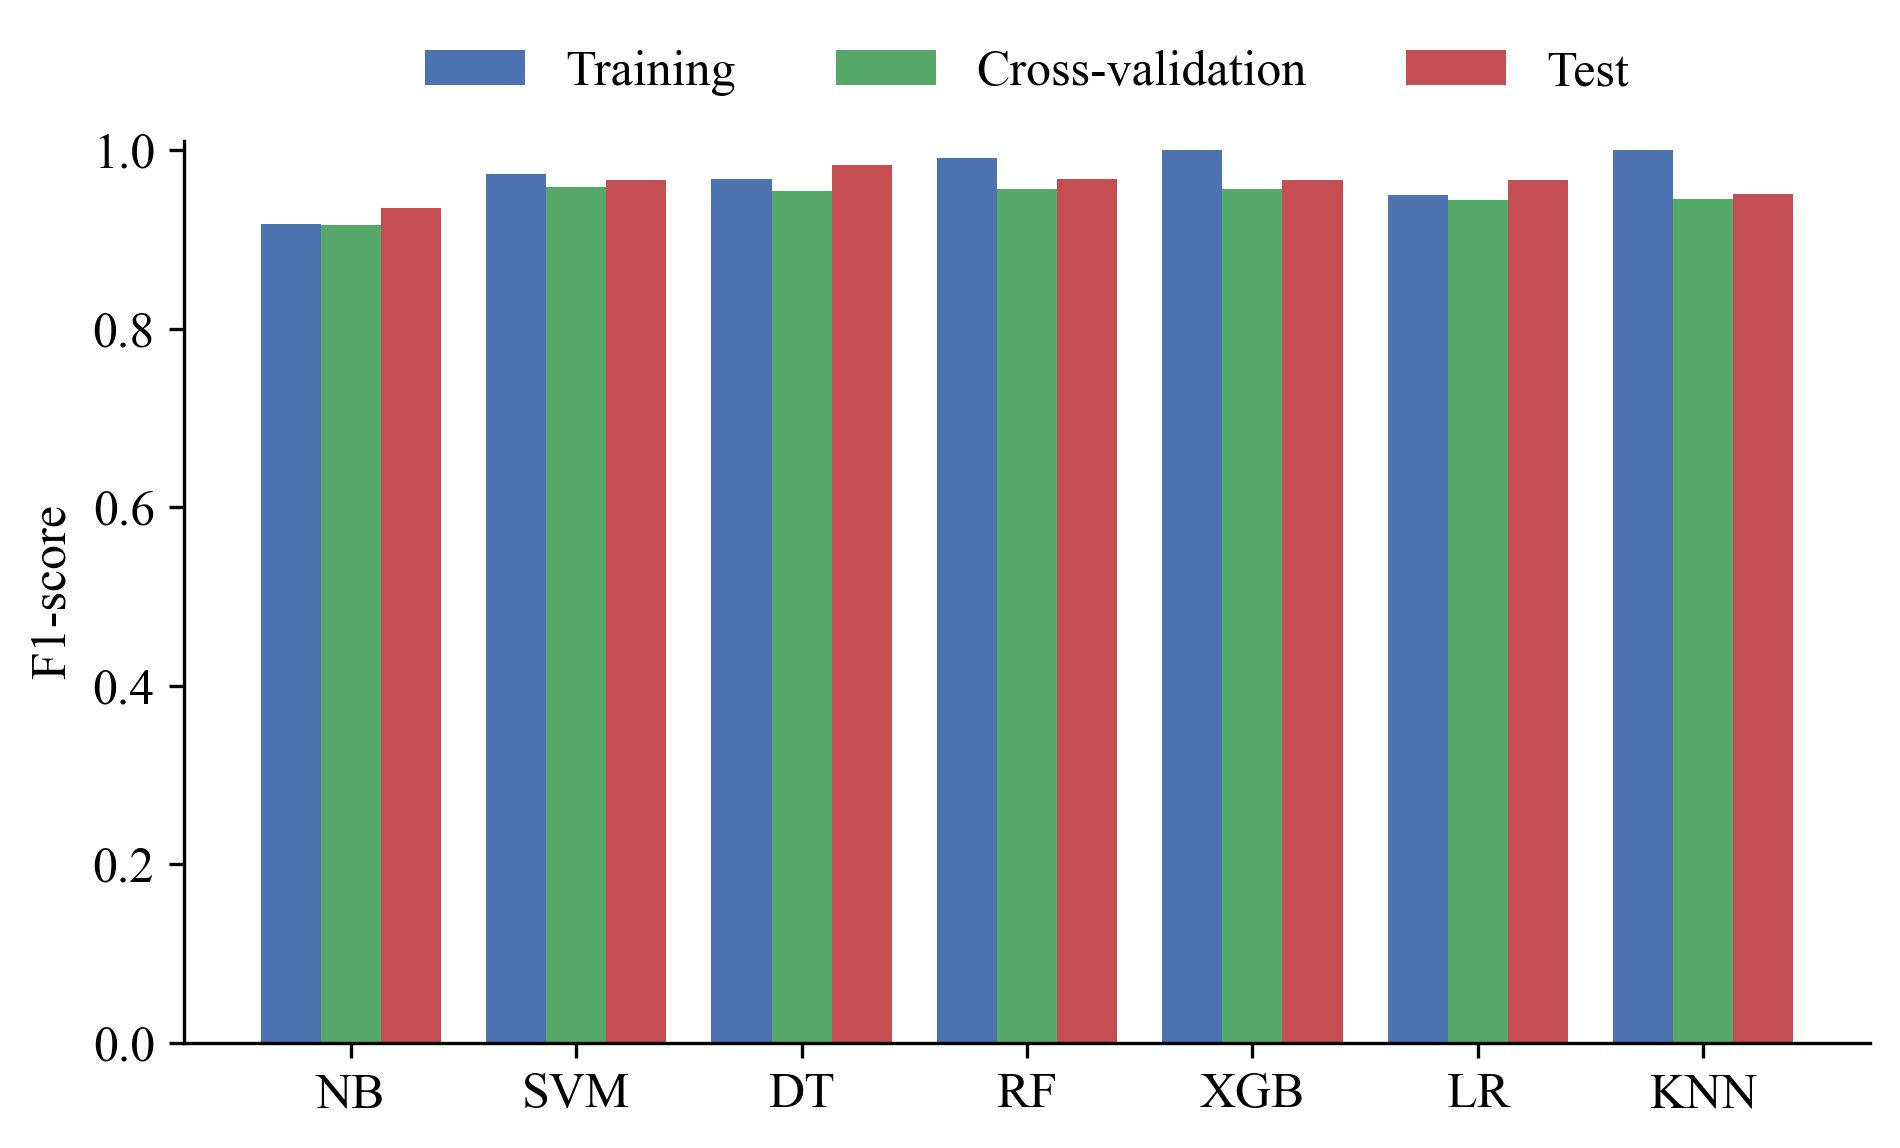 Training Cross-validation Test
1.0
0.8
0.6
0.4
0.2
0.0
F1-score
NB SVM DT RF XGB LR KNN